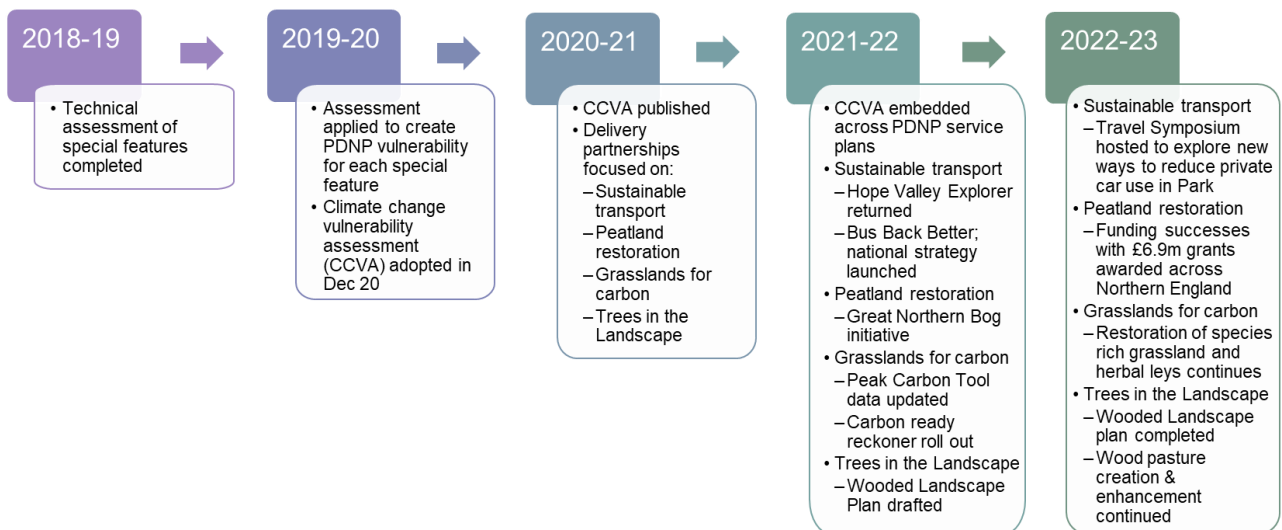 2018-19
• Technical
assessment of
special features
completed
2019-20
• Assessment
applied to create
PDNP vulnerability
for each special
feature
• Climate change
vulnerability
assessment
(CCVA) adopted in
Dec 20
2020-21
• CCVA published
• Delivery
partnerships
focused on:
–Sustainable
transport
–Peatland
restoration
–Grasslands for
carbon
–Trees in the
Landscape
2021-22
• CCVA embedded
across PDNP service
plans
• Sustainable transport
–Hope Valley Explorer
returned
–Bus Back Better;
national strategy
launched
• Peatland restoration
–Great Northern Bog
initiative
• Grasslands for carbon
–Peak Carbon Tool
data updated
–Carbon ready
reckoner roll out
• Trees in the Landscape
–Wooded Landscape
Plan drafted
2022-23
• Sustainable transport
–Travel Symposium
hosted to explore new
ways to reduce private
car use in Park
• Peatland restoration
–Funding successes
with £6.9m grants
awarded across
Northern England
• Grasslands for carbon
–Restoration of species
rich grassland and
herbal leys continues
• Trees in the Landscape
–Wooded Landscape
plan completed
–Wood pasture
creation &
enhancement
continued